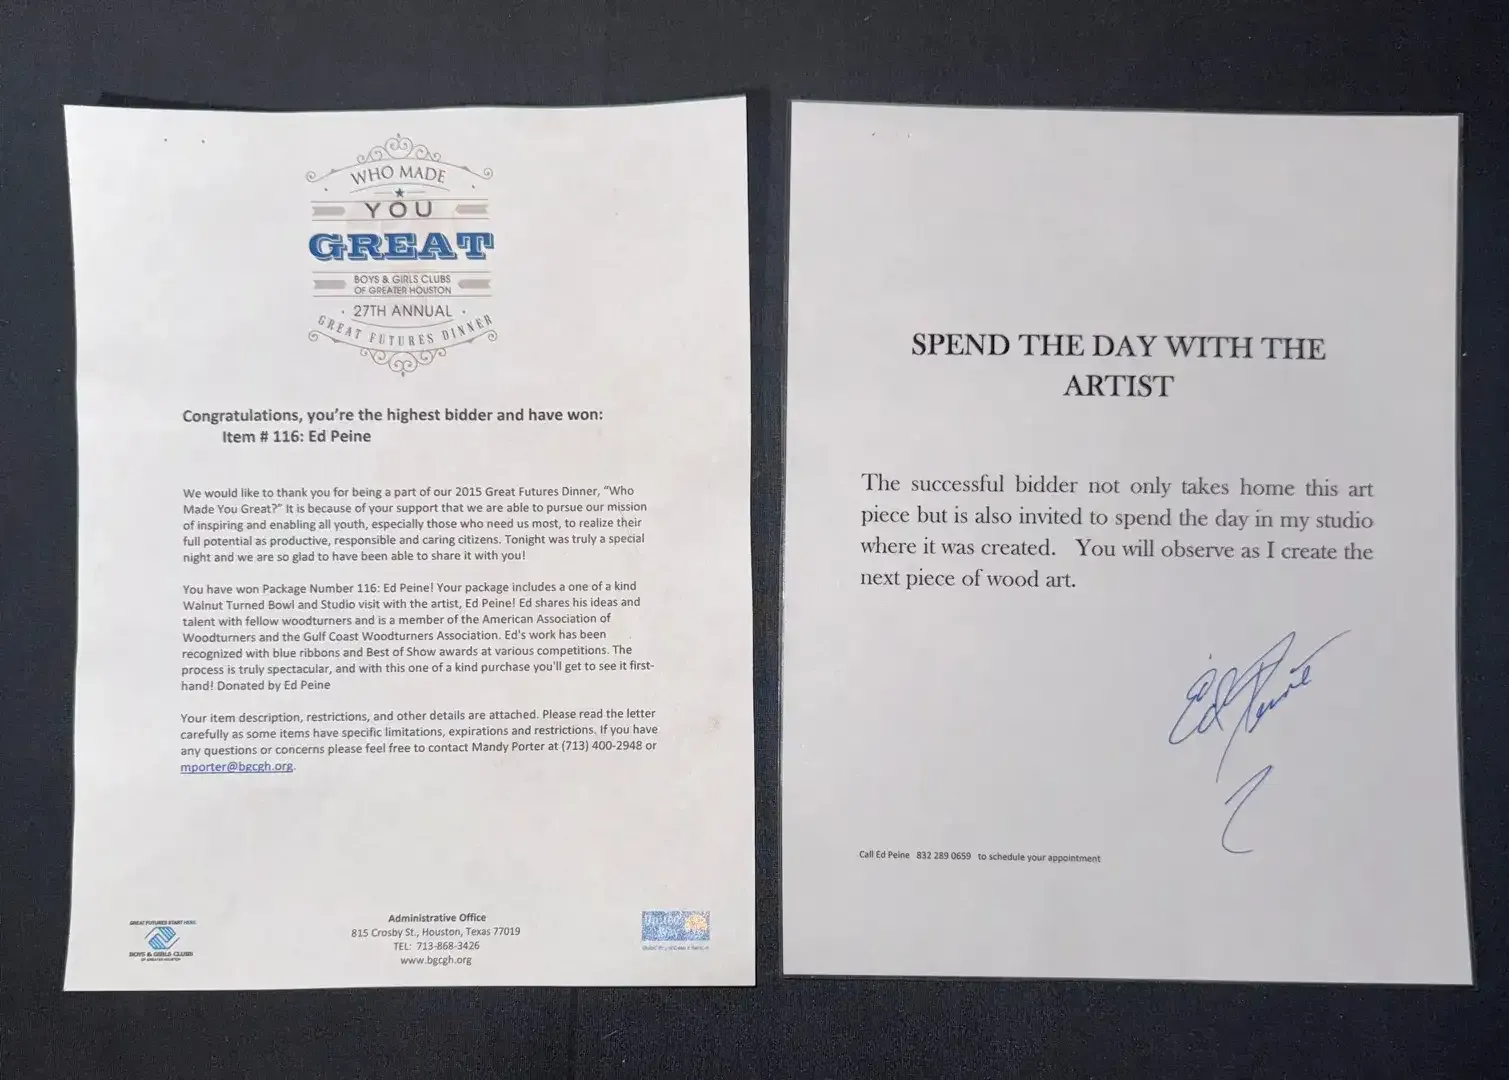 WHO MADE
YOU
GREAT
BOYS & GIRLS CLUBS
OF GREATER HOUSTON
· 27TH ANNUAL ·
GREAT FUTURES DINNER
Congratulations, you're the highest bidder and have won:
Item # 116: Ed Peine
We would like to thank you for being a part of our 2015 Great Futures Dinner, “Who
Made You Great?” It is because of your support that we are able to pursue our mission
of inspiring and enabling all youth, especially those who need us most, to realize their
full potential as productive, responsible and caring citizens. Tonight was truly a special
night and we are so glad to have been able to share it with you!
You have won Package Number 116: Ed Peine! Your package includes a one of a kind
Walnut Turned Bowl and Studio visit with the artist, Ed Peine! Ed shares his ideas and
talent with fellow woodturners and is a member of the American Association of
Woodturners and the Gulf Coast Woodturners Association. Ed's work has been
recognized with blue ribbons and Best of Show awards at various competitions. The
process is truly spectacular, and with this one of a kind purchase you'll get to see it first-
hand! Donated by Ed Peine
Your item description, restrictions, and other details are attached. Please read the letter
carefully as some items have specific limitations, expirations and restrictions. If you have
any questions or concerns please feel free to contact Mandy Porter at (713) 400-2948 or
mporter@bgcgh.org.
GREAT FUTURES START HERE.
BOYS & GIRLS CLUBS
OF GREATER HOUSTON
Administrative Office
815 Crosby St., Houston, Texas 77019
TEL: 713-868-3426
www.bgcgh.org
United
Way
SPEND THE DAY WITH THE
ARTIST
The successful bidder not only takes home this art
piece but is also invited to spend the day in my studio
where it was created. You will observe as I create the
next piece of wood art.
Ed Peine
Call Ed Peine 832 289 0659 to schedule your appointment